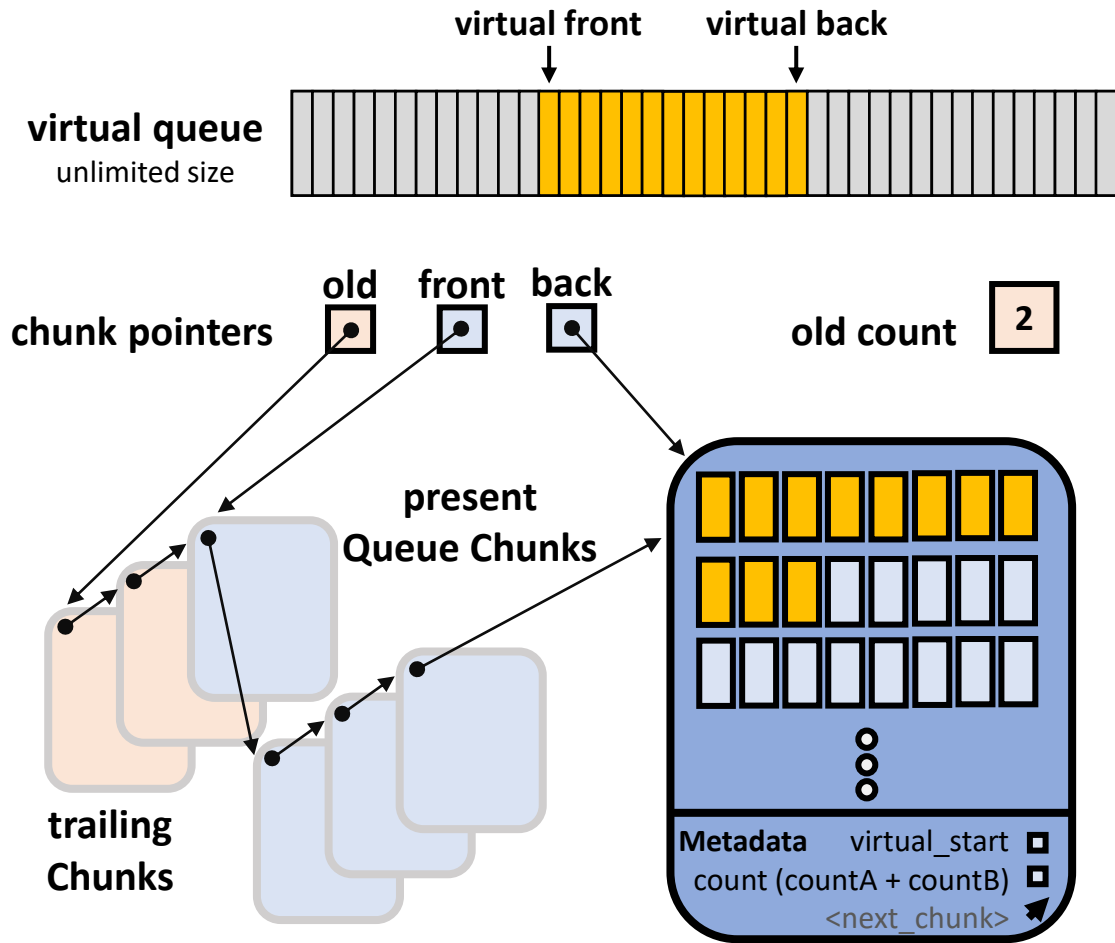 virtual front
virtual back
virtual queue
unlimited size
old
front
back
chunk pointers
old count
2
present
Queue Chunks
trailing
Chunks
Metadata
virtual_start
count (countA + countB)
<next_chunk>